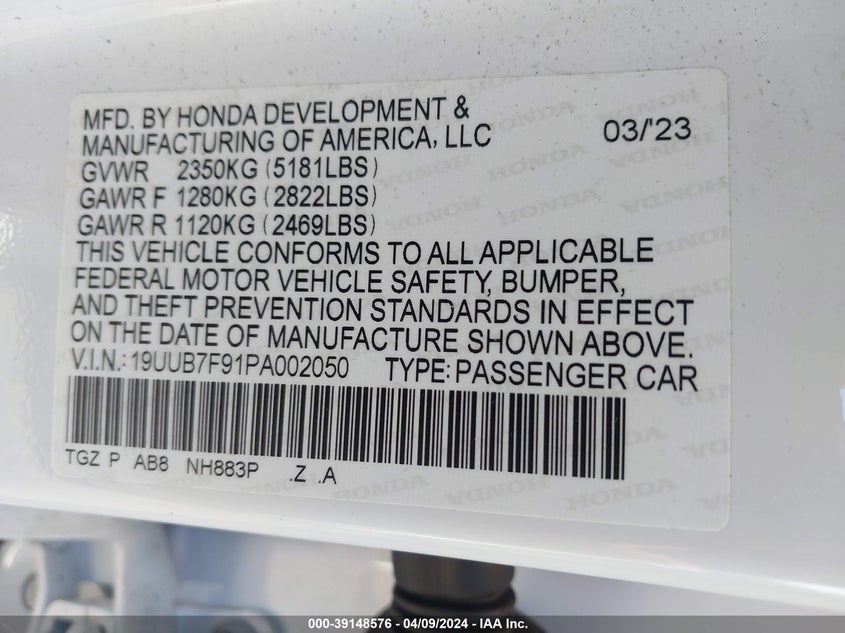 MFD. BY HONDA DEVELOPMENT &
MANUFACTURING OF AMERICA, LLC 03/'23
GVWR 2350KG (5181LBS)
GAWR F 1280KG (2822LBS)
GAWR R 1120KG (2469LBS)
THIS VEHICLE CONFORMS TO ALL APPLICABLE
FEDERAL MOTOR VEHICLE SAFETY, BUMPER,
AND THEFT PREVENTION STANDARDS IN EFFECT
ON THE DATE OF MANUFACTURE SHOWN ABOVE.
V.I.N.: 19UUB7F91PA002050 TYPE: PASSENGER CAR
TGZ P AB8 NH883P .Z .A
000-39148576 - 04/09/2024 - IAA Inc.